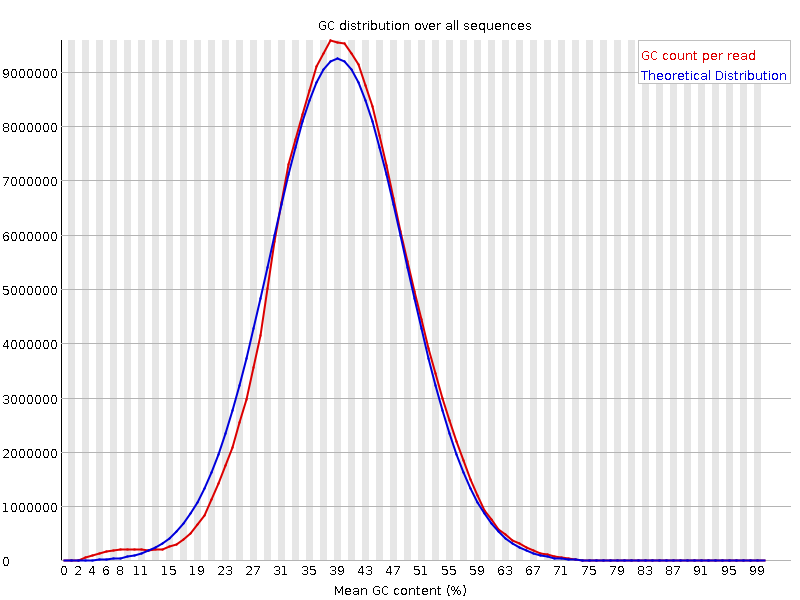 GC distribution over all sequences
GC count per read
Theoretical Distribution
9000000
8000000
7000000
6000000
5000000
4000000
3000000
2000000
1000000
0
0 2 4 6 8 11 15 19 23 27 31 35 39 43 47 51 55 59 63 67 71 75 79 83 87 91 95 99
Mean GC content (%)